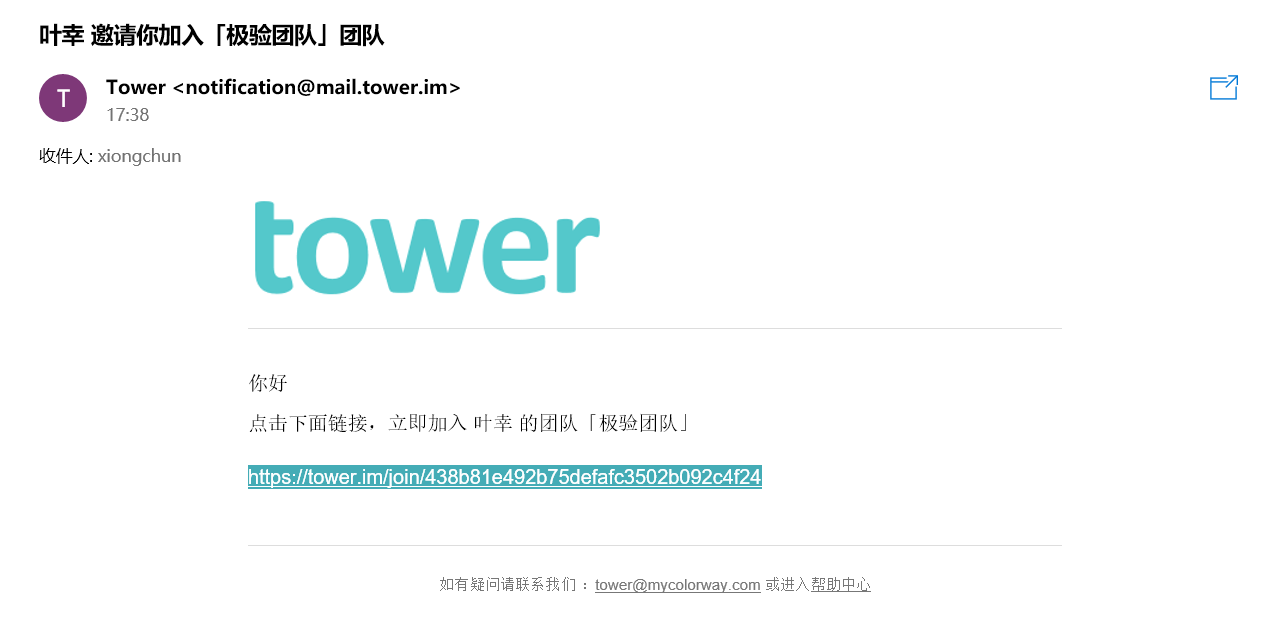 叶幸 邀请你加入「极验团队」团队
T
Tower <notification@mail.tower.im>
17:38
收件人: xiongchun
tower
你好
点击下面链接，立即加入 叶幸 的团队「极验团队」
https://tower.im/join/438b81e492b75defafc3502b092c4f24
如有疑问请联系我们 : tower@mycolorway.com 或进入帮助中心